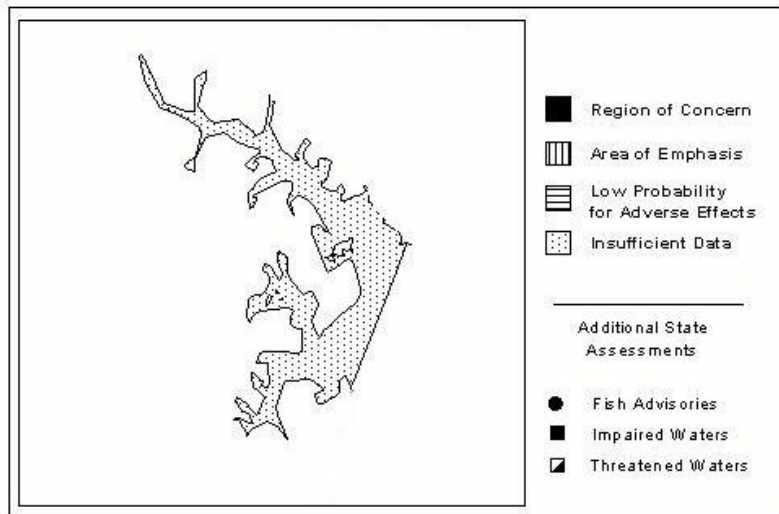 Region of Concern
Area of Emphasis
Low Probability
for Adverse Effects
Insufficient Data
Additional State
Assessments
Fish Advisories
Impaired Waters
Threatened Waters